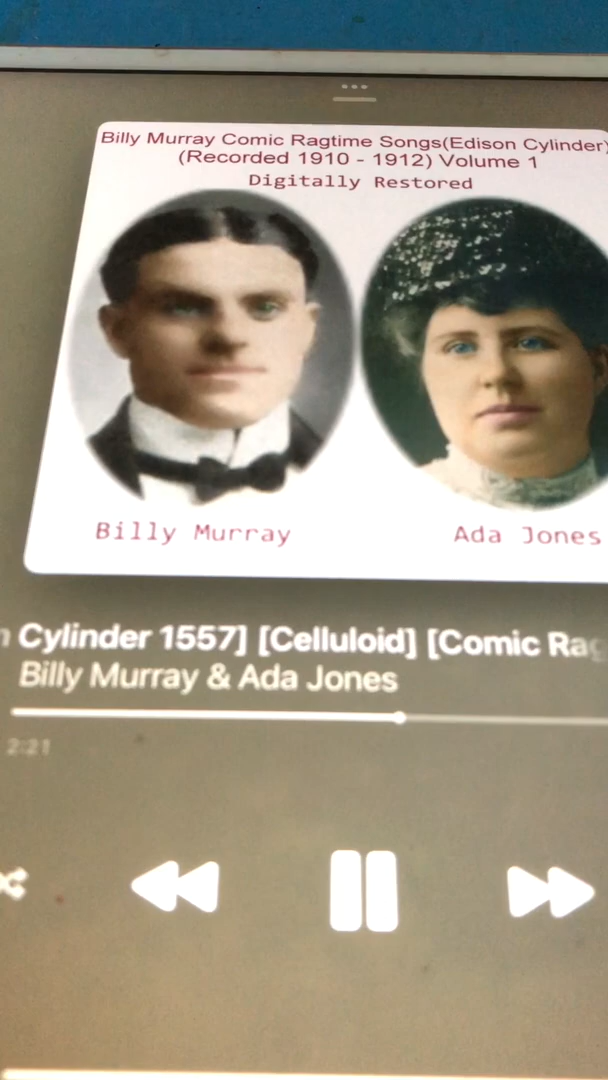 Billy Murray Comic Ragtime Songs(Edison Cylinder)
(Recorded 1910 - 1912) Volume 1
Digitally Restored
Billy Murray
Ada Jones
Cylinder 1557] [Celluloid] [Comic Rag
Billy Murray & Ada Jones
2:21